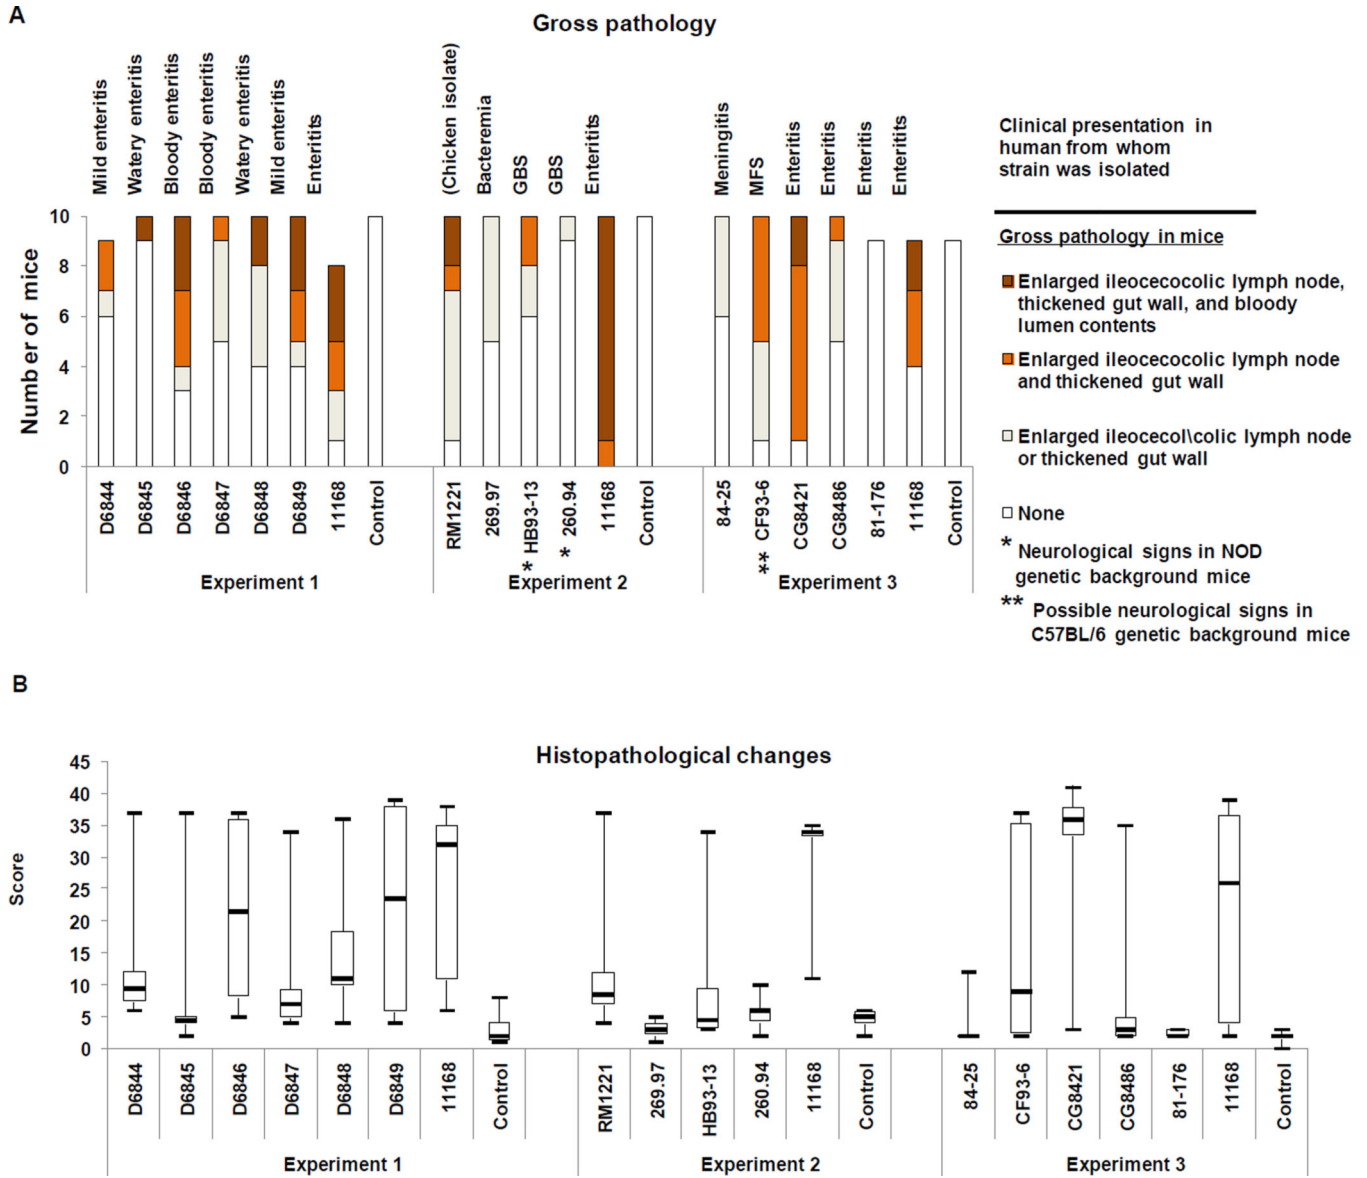 A
Gross pathology
Mild enteritis
Watery enteritis
Bloody enteritis
Bloody enteritis
Watery enteritis
Mild enteritis
Enteritits
(Chicken isolate)
Bacteremia
GBS
GBS
Enteritits
Meningitis
MFS
Enteritis
Enteritis
Enteritis
Enteritits
Number of mice
10
8
6
4
2
0
D6844
D6845
D6846
D6847
D6848
D6849
11168
Control
RM1221
269.97
* HB93-13
* 260.94
11168
Control
84-25
** CF93-6
CG8421
CG8486
81-176
11168
Control
Experiment 1
Experiment 2
Experiment 3
Clinical presentation in
human from whom
strain was isolated
Gross pathology in mice
Enlarged ileocecocolic lymph node,
thickened gut wall, and bloody
lumen contents
Enlarged ileocecocolic lymph node
and thickened gut wall
Enlarged ileocecol\colic lymph node
or thickened gut wall
None
* Neurological signs in NOD
genetic background mice
** Possible neurological signs in
C57BL/6 genetic background mice
B
Histopathological changes
Score
45
40
35
30
25
20
15
10
5
0
D6844
D6845
D6846
D6847
D6848
D6849
11168
Control
RM1221
269.97
HB93-13
260.94
11168
Control
84-25
CF93-6
CG8421
CG8486
81-176
11168
Control
Experiment 1
Experiment 2
Experiment 3